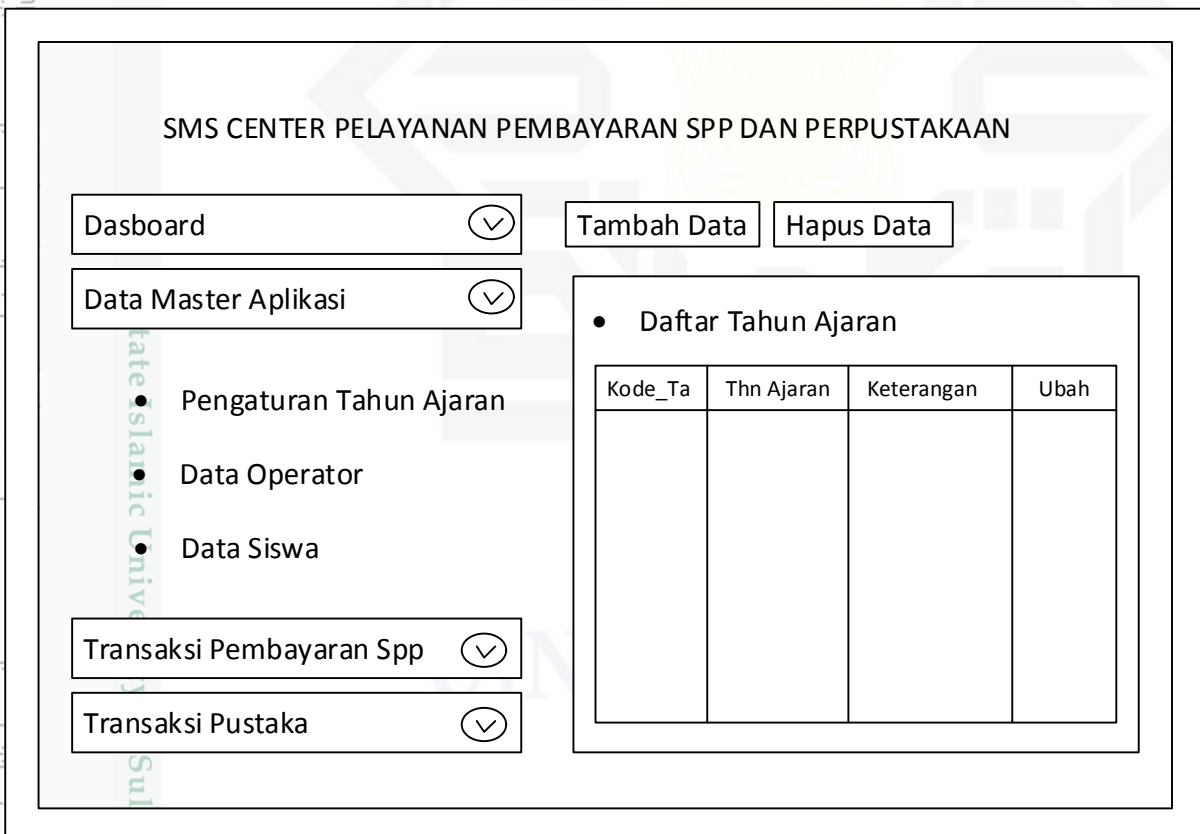 SMS CENTER PELAYANAN PEMBAYARAN SPP DAN PERPUSTAKAAN
Dasboard
Data Master Aplikasi
• Pengaturan Tahun Ajaran
• Data Operator
• Data Siswa
Transaksi Pembayaran Spp
Transaksi Pustaka
Tambah Data
Hapus Data
• Daftar Tahun Ajaran
Kode_Ta Thn Ajaran Keterangan Ubah